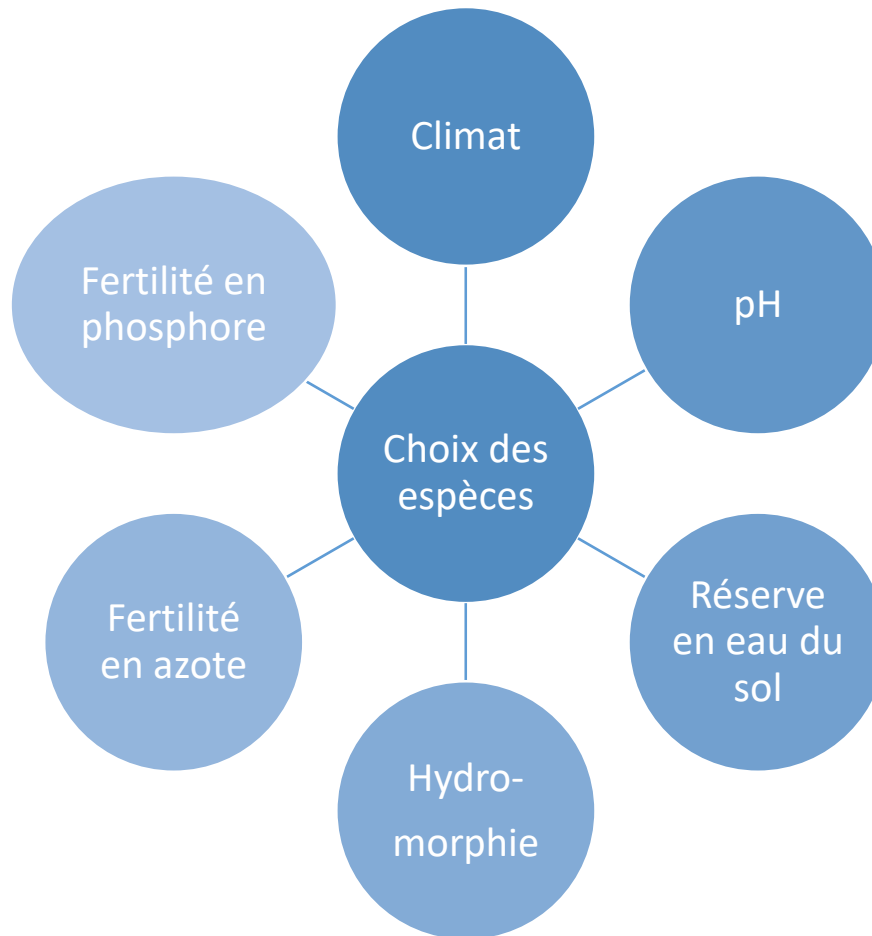 Climat
Fertilité en
phosphore
pH
Choix des
espèces
Fertilité
en azote
Réserve
en eau du
sol
Hydro-
morphie